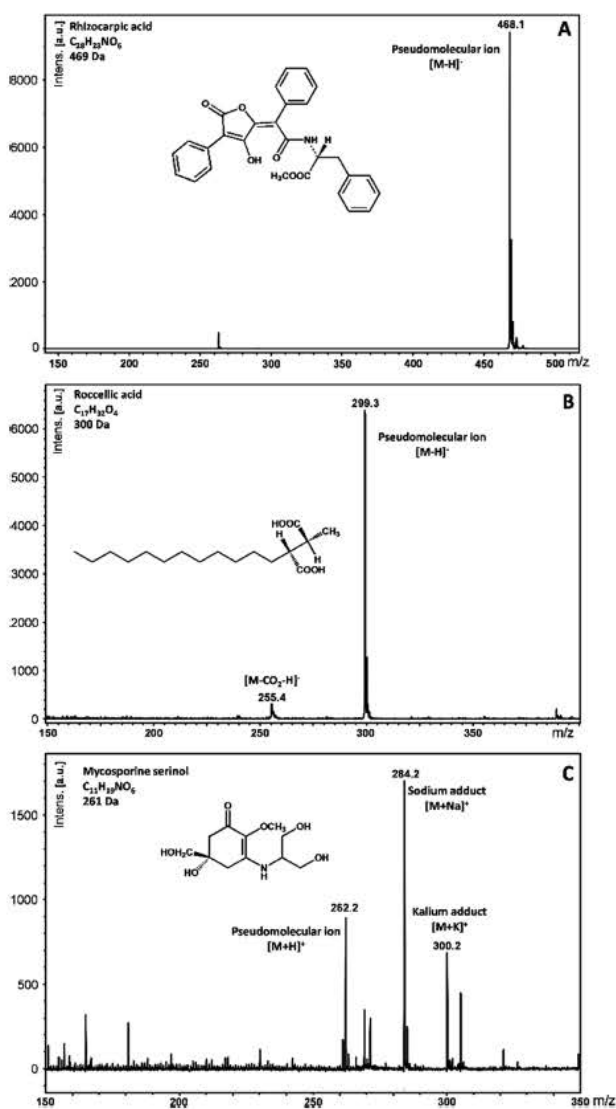 Rhizocarpic acid
C28H23NO6
469 Da
A
Pseudomolecular ion
[M-H]-
468.1
Intens. [a.u.]
8000
6000
4000
2000
0
O
O
OH
O
NH
H
H3COOC
150 200 250 300 350 400 450 500 m/z
Roccellic acid
C17H32O4
300 Da
B
299.3
Pseudomolecular ion
[M-H]-
Intens. [a.u.]
6000
5000
4000
3000
2000
1000
0
HOOC
H
CH3
H
COOH
[M-CO2-H]-
255.4
150 200 250 300 350 m/z
Mycosporine serinol
C11H19NO6
261 Da
C
284.2
Sodium adduct
[M+Na]+
Intens. [a.u.]
1500
1000
500
0
O
OCH3
OH
HOH2C
HO
N
H
OH
262.2
Pseudomolecular ion
[M+H]+
Kalium adduct
[M+K]+
300.2
150 200 250 300 350
m/z